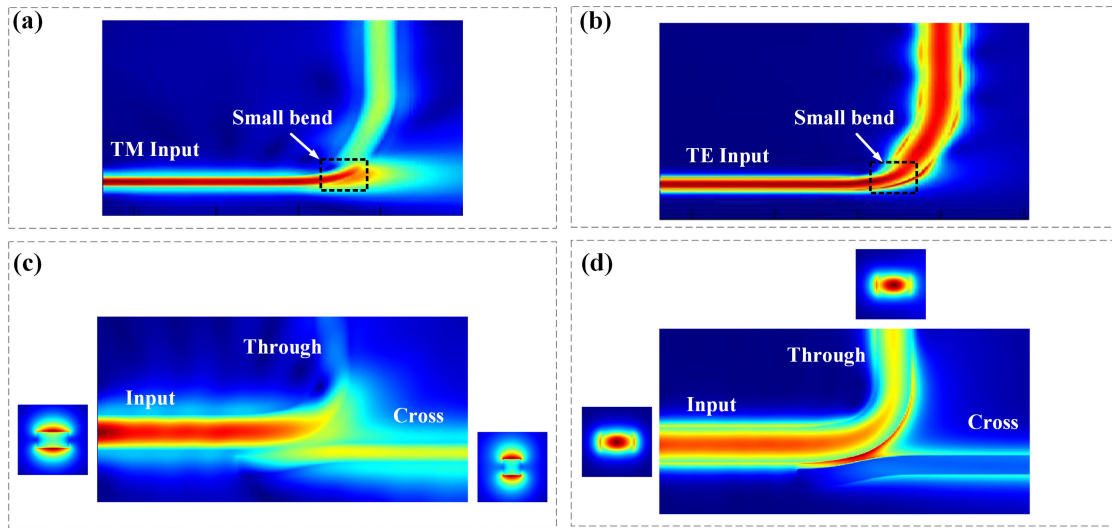 (a)
Small bend
TM Input
(b)
Small bend
TE Input
(c)
Through
Input
Cross
(d)
Through
Input
Cross